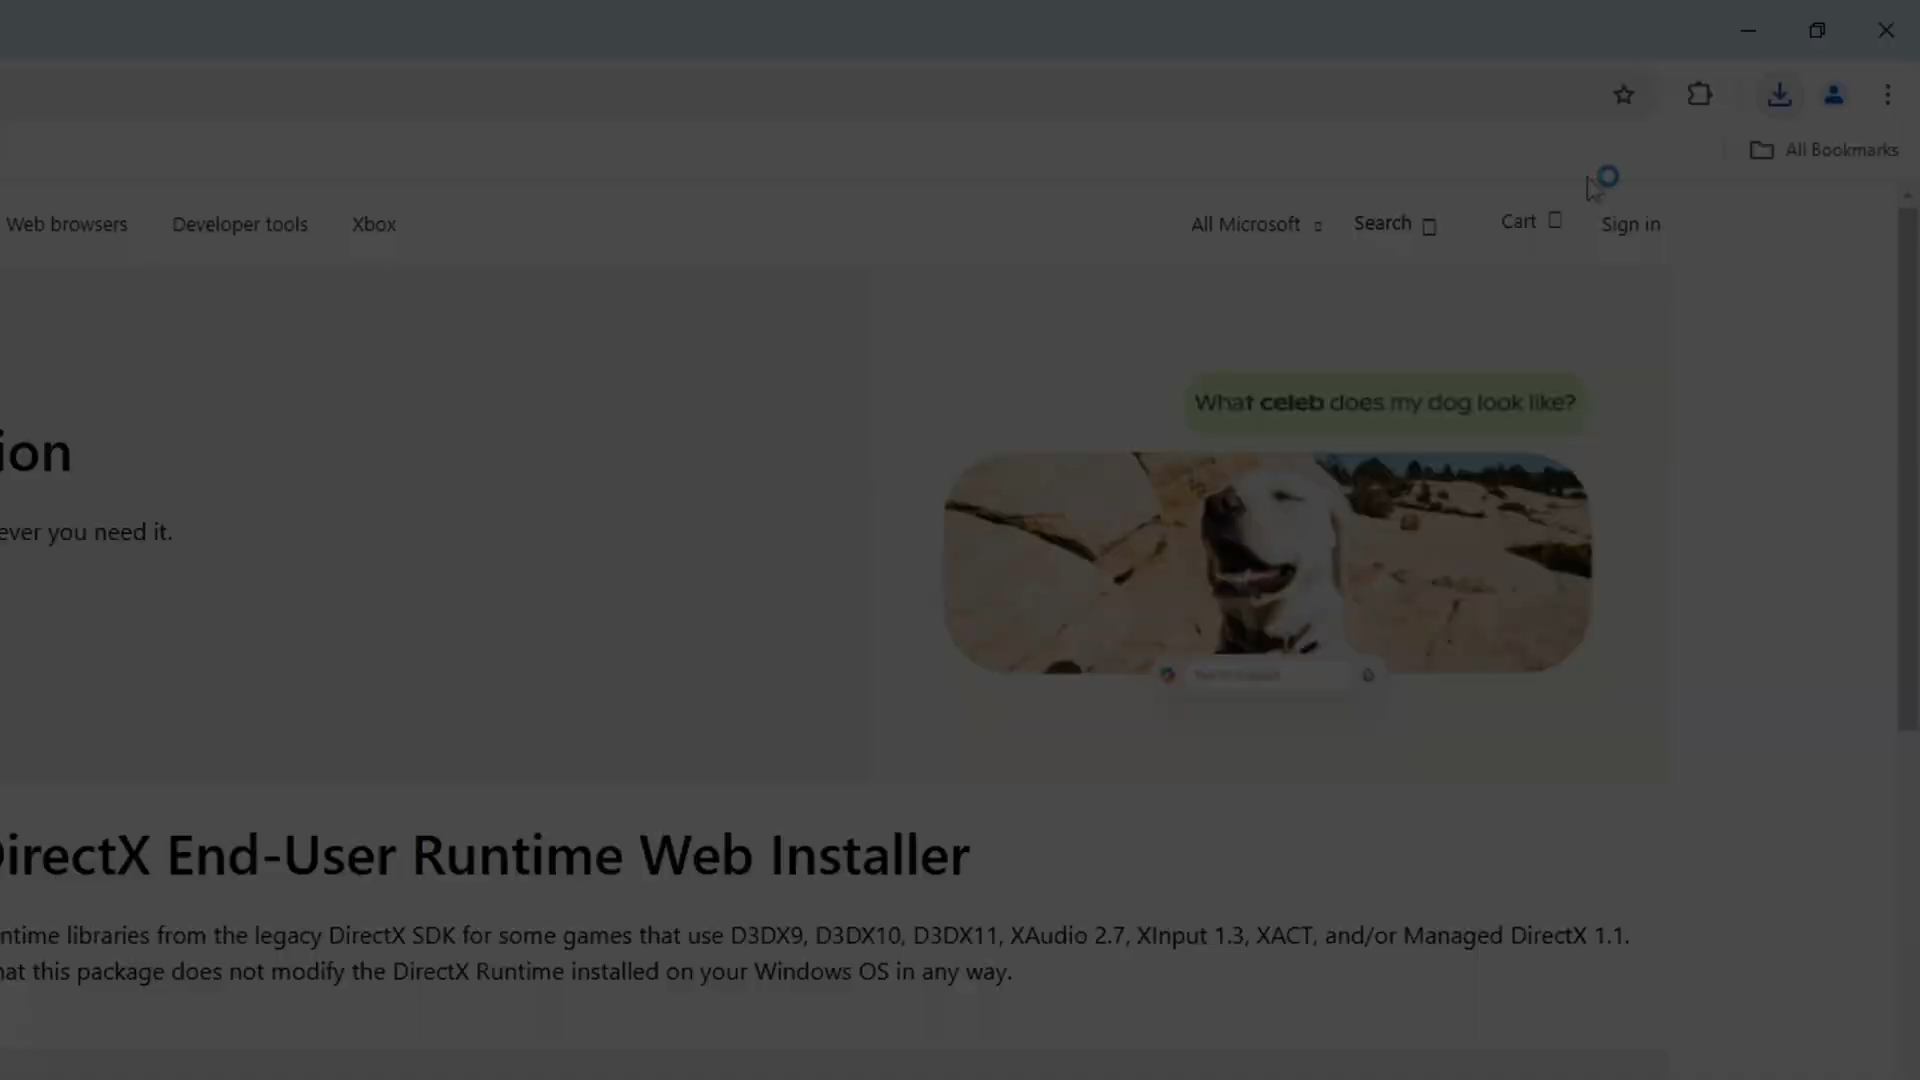 All Bookmarks
Web browsers Developer tools Xbox All Microsoft Search Cart Sign in
What celeb does my dog look like?
ion
ever you need it.
DirectX End-User Runtime Web Installer
ntime libraries from the legacy DirectX SDK for some games that use D3DX9, D3DX10, D3DX11, XAudio 2.7, XInput 1.3, XACT, and/or Managed DirectX 1.1.
hat this package does not modify the DirectX Runtime installed on your Windows OS in any way.